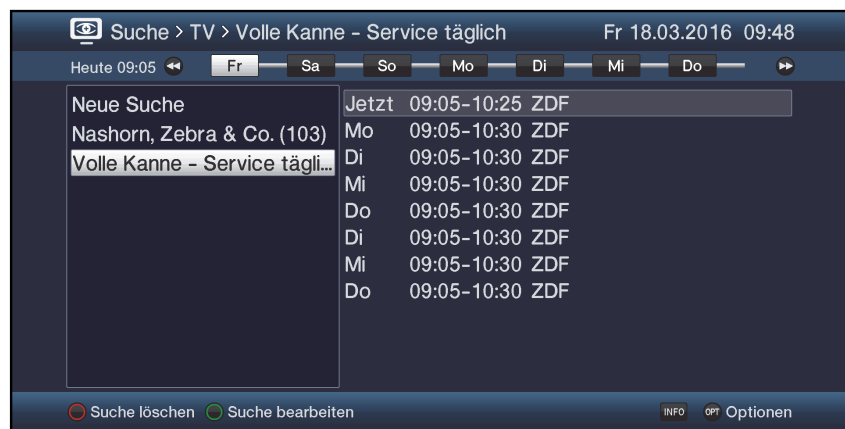 Suche > TV > Volle Kanne – Service täglich Fr 18.03.2016 09:48
Heute 09:05 Fr Sa So Mo Di Mi Do
Neue Suche
Nashorn, Zebra & Co. (103)
Volle Kanne – Service tägli...
Jetzt 09:05–10:25 ZDF
Mo 09:05–10:30 ZDF
Di 09:05–10:30 ZDF
Mi 09:05–10:30 ZDF
Do 09:05–10:30 ZDF
Di 09:05–10:30 ZDF
Mi 09:05–10:30 ZDF
Do 09:05–10:30 ZDF
Suche löschen Suche bearbeiten INFO OPT Optionen